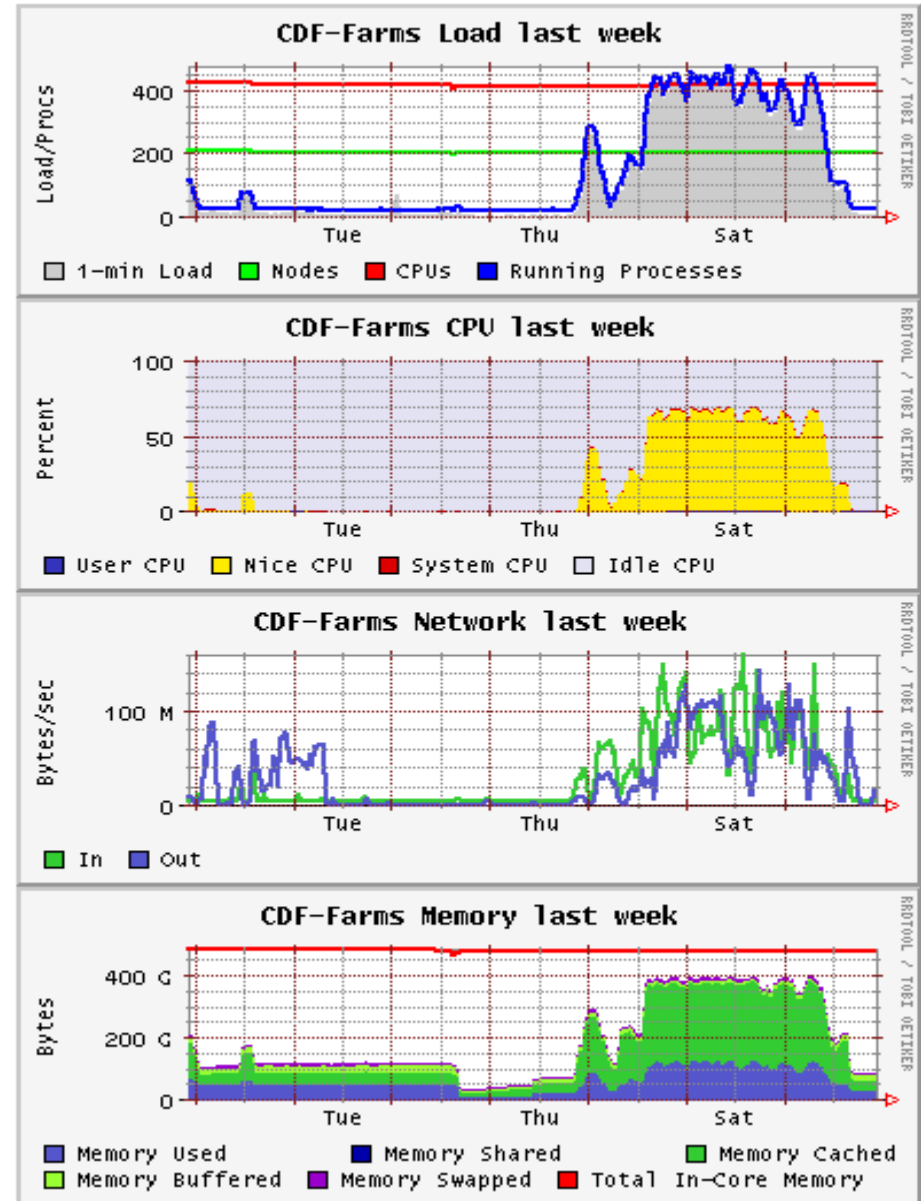 CDF-Farms Load last week
RRDTOOL / TOBI OETIKER
Load/Procs
400
200
0
Tue Thu Sat
1-min Load Nodes CPUs Running Processes
CDF-Farms CPU last week
RRDTOOL / TOBI OETIKER
Percent
100
50
0
Tue Thu Sat
User CPU Nice CPU System CPU Idle CPU
CDF-Farms Network last week
RRDTOOL / TOBI OETIKER
Bytes/sec
100 M
0
Tue Thu Sat
In Out
CDF-Farms Memory last week
RRDTOOL / TOBI OETIKER
Bytes
400 G
200 G
0
Tue Thu Sat
Memory Used Memory Shared Memory Cached
Memory Buffered Memory Swapped Total In-Core Memory